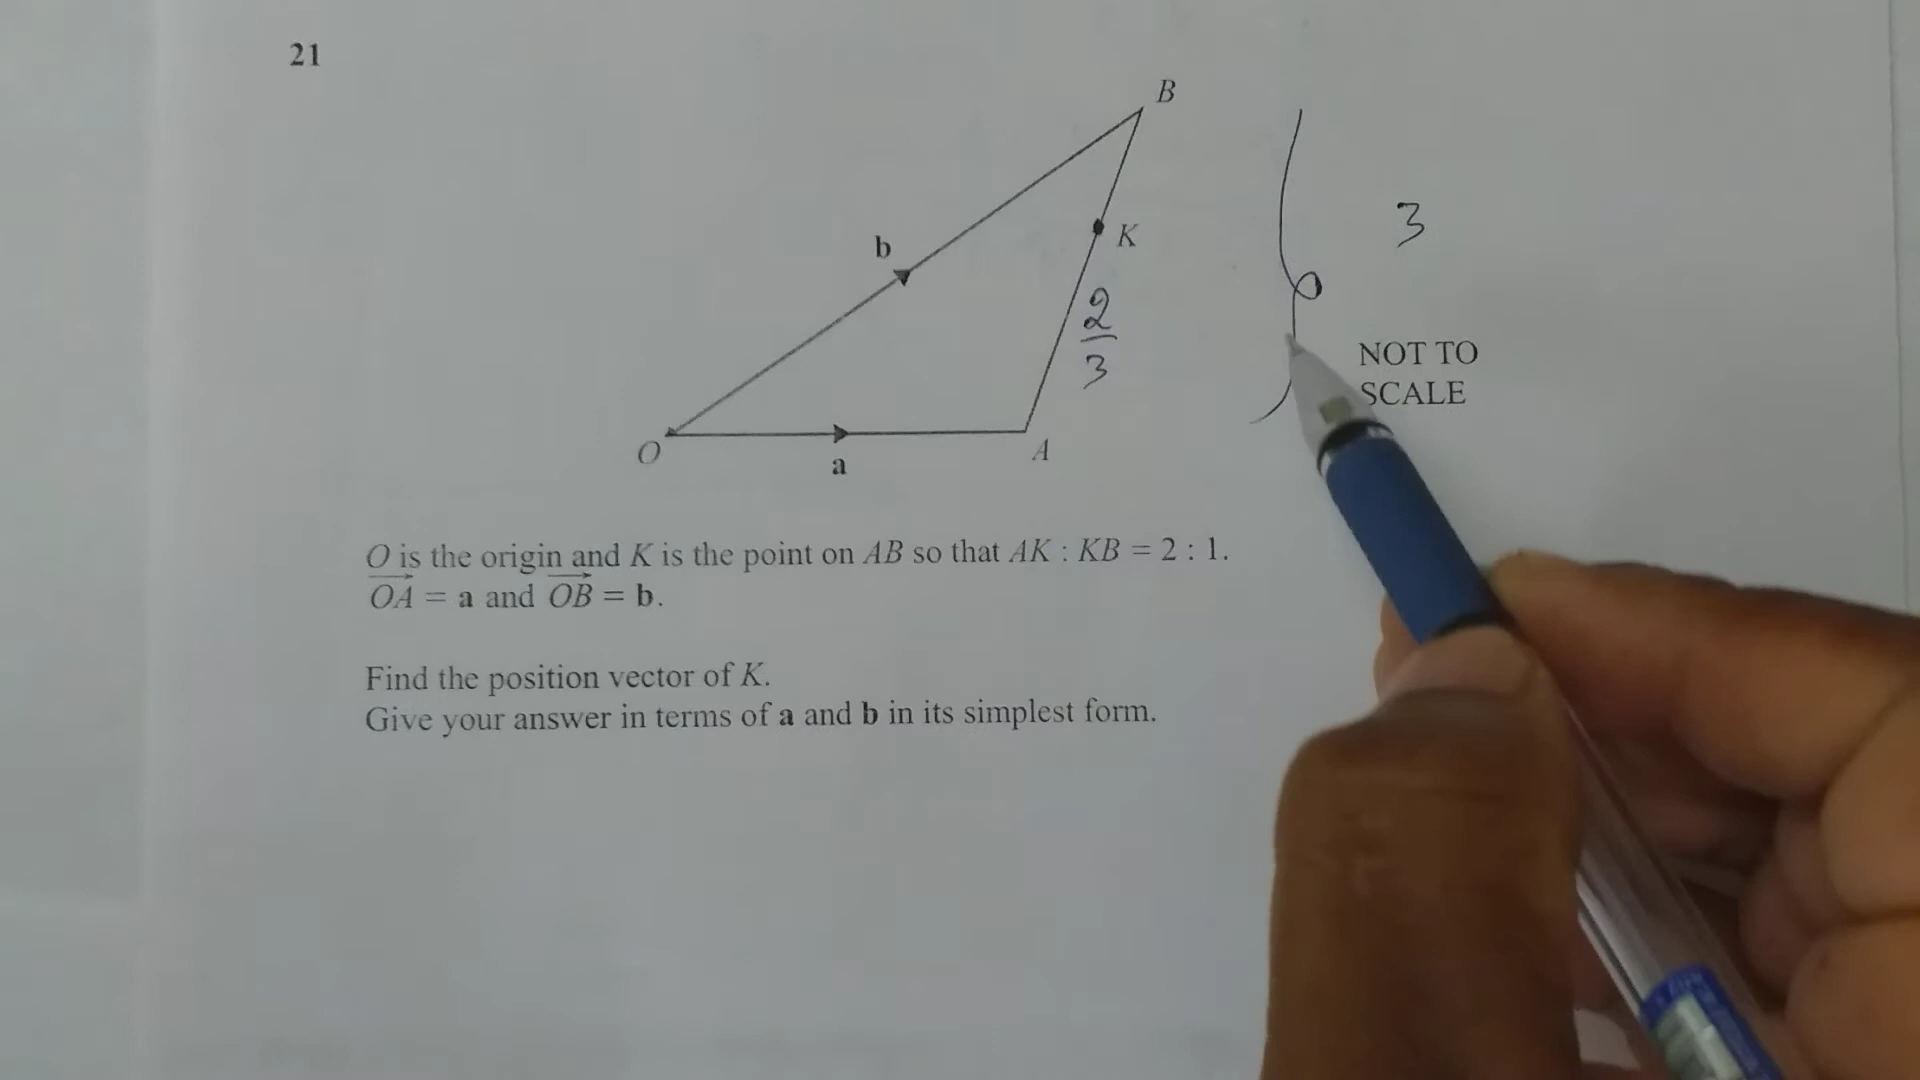 21
B
b
K
3
2
3
NOT TO
SCALE
O
a
A
O is the origin and K is the point on AB so that AK : KB = 2 : 1.
OA = a and OB = b.
Find the position vector of K.
Give your answer in terms of a and b in its simplest form.